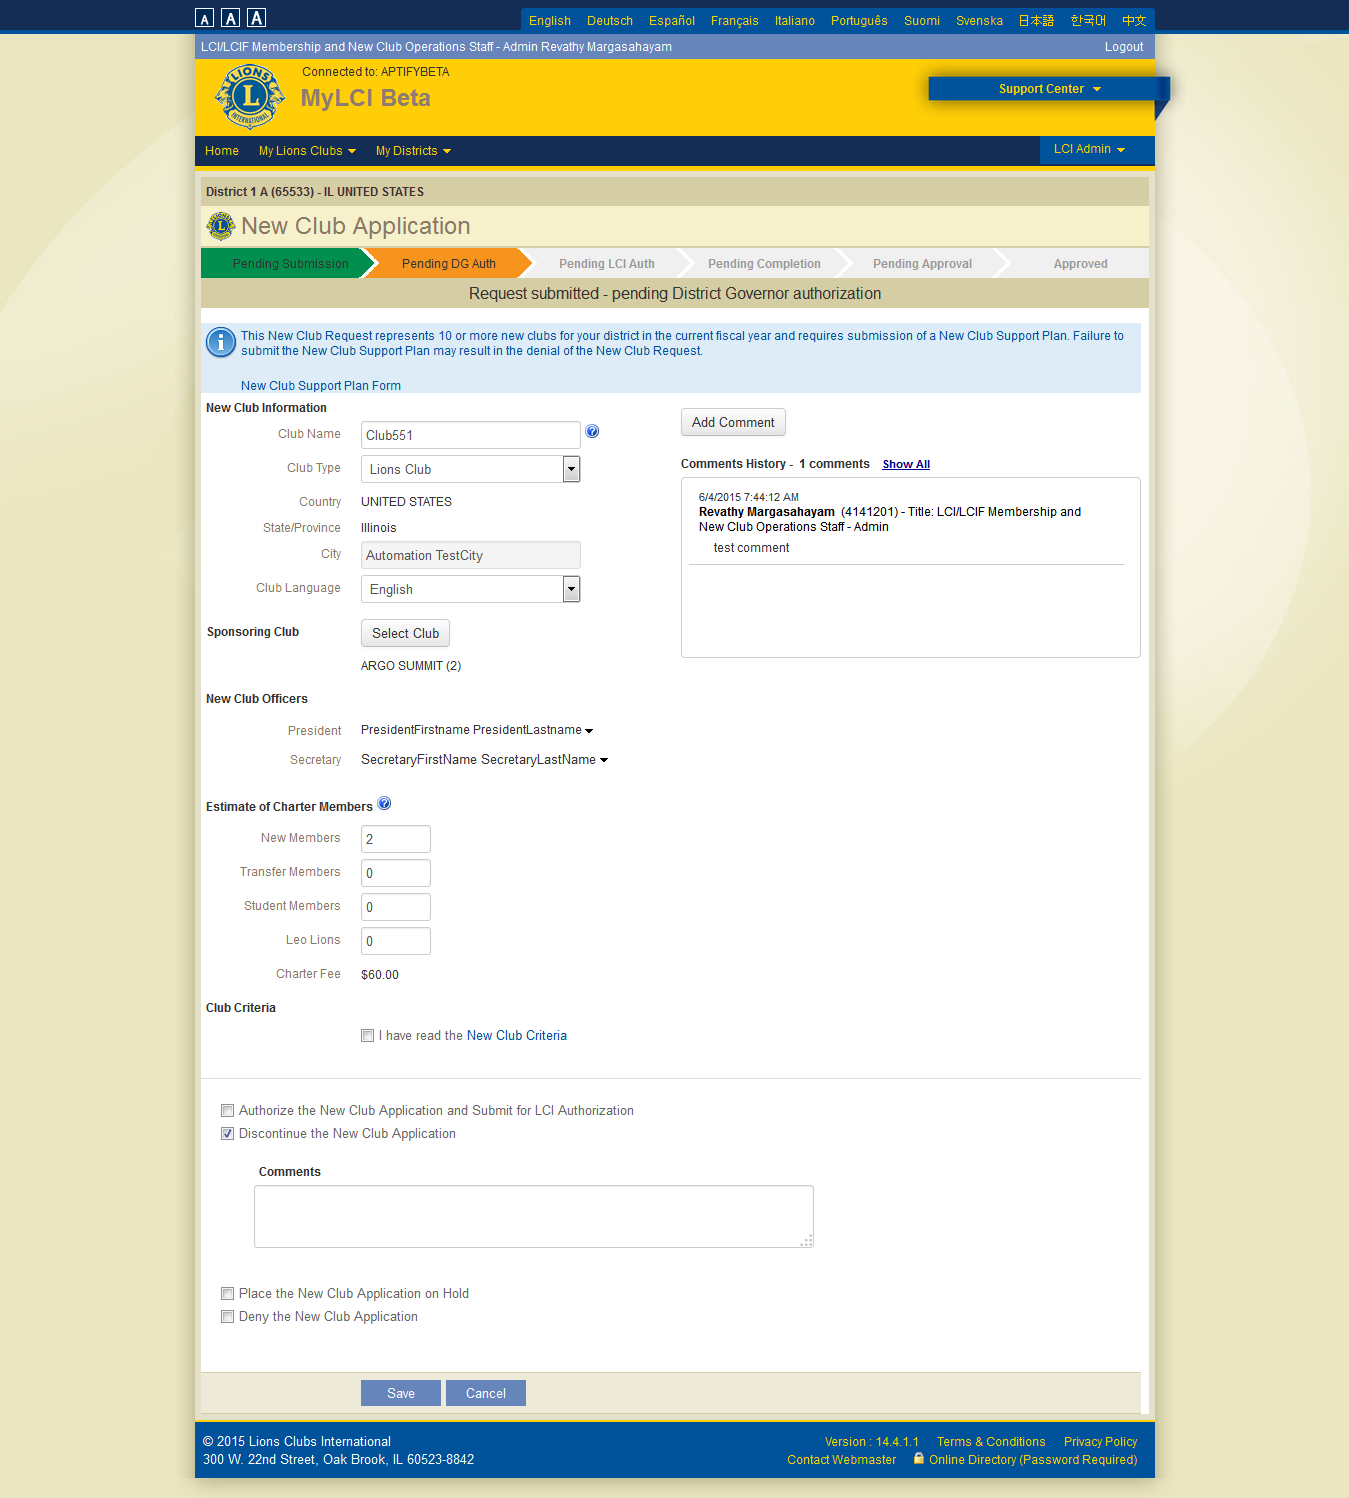 A A A English Deutsch Español Français Italiano Português Suomi Svenska 日本語 한국어 中文
LCI/LCIF Membership and New Club Operations Staff - Admin Revathy Margasahayam Logout
Connected to: APTIFYBETA
MyLCI Beta
LIONS
L
INTERNATIONAL
Support Center
Home My Lions Clubs My Districts LCI Admin
District 1 A (65533) - IL UNITED STATES
New Club Application
Pending Submission Pending DG Auth Pending LCI Auth Pending Completion Pending Approval Approved
Request submitted - pending District Governor authorization
This New Club Request represents 10 or more new clubs for your district in the current fiscal year and requires submission of a New Club Support Plan. Failure to
submit the New Club Support Plan may result in the denial of the New Club Request.
New Club Support Plan Form
New Club Information
Club Name Club551
Club Type Lions Club
Country UNITED STATES
State/Province Illinois
City Automation TestCity
Club Language English
Sponsoring Club Select Club
ARGO SUMMIT (2)
Add Comment
Comments History - 1 comments Show All
6/4/2015 7:44:12 AM
Revathy Margasahayam (4141201) - Title: LCI/LCIF Membership and
New Club Operations Staff - Admin
test comment
New Club Officers
President PresidentFirstname PresidentLastname
Secretary SecretaryFirstName SecretaryLastName
Estimate of Charter Members
New Members 2
Transfer Members 0
Student Members 0
Leo Lions 0
Charter Fee $60.00
Club Criteria
I have read the New Club Criteria
Authorize the New Club Application and Submit for LCI Authorization
Discontinue the New Club Application
Comments
Place the New Club Application on Hold
Deny the New Club Application
Save Cancel
© 2015 Lions Clubs International Version : 14.4.1.1 Terms & Conditions Privacy Policy
300 W. 22nd Street, Oak Brook, IL 60523-8842 Contact Webmaster Online Directory (Password Required)